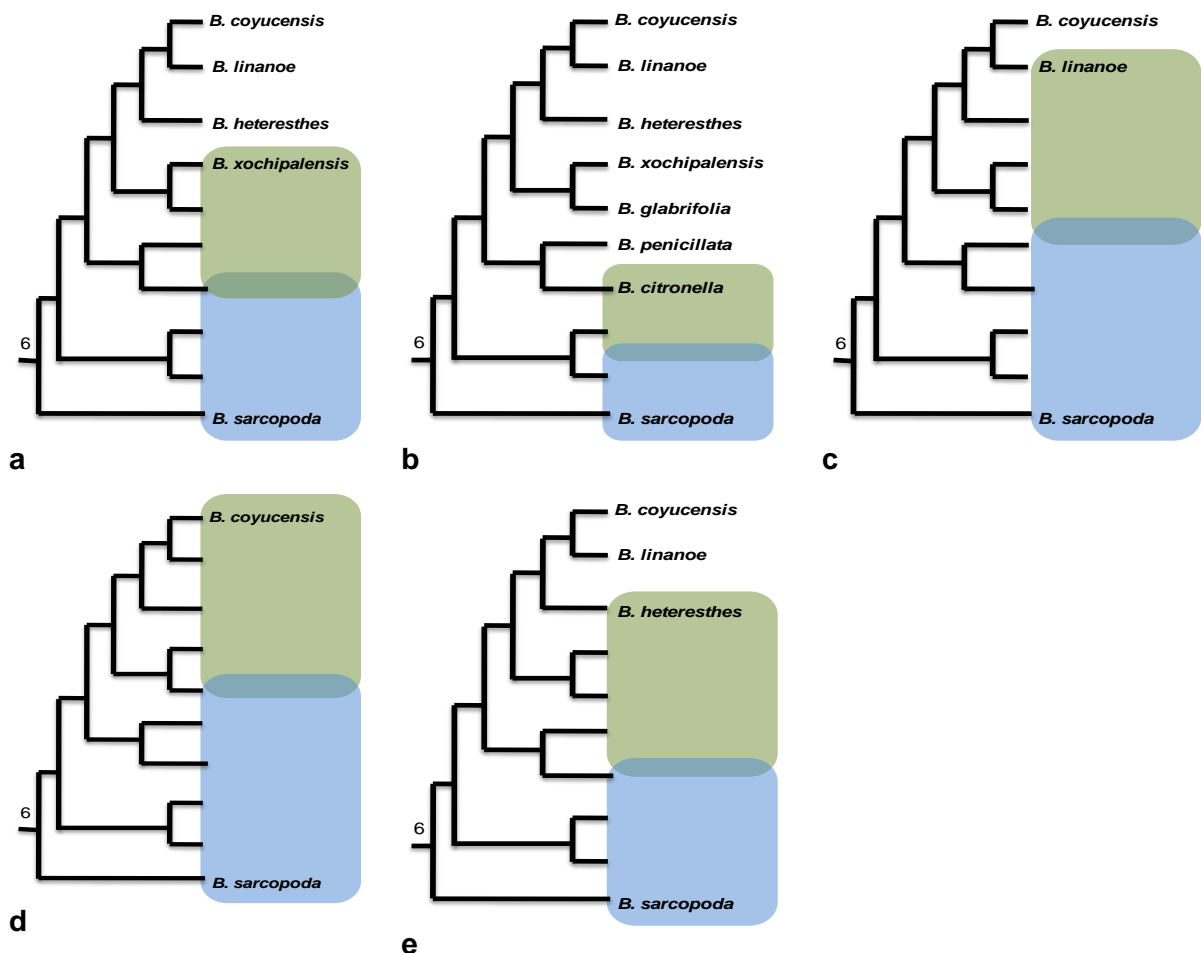 B. coyucensis
B. linanoe
B. heteresthes
B. xochipalensis
6
B. sarcopoda
a
B. coyucensis
B. linanoe
B. heteresthes
B. xochipalensis
B. glabrifolia
B. penicillata
B. citronella
6
B. sarcopoda
b
B. coyucensis
B. linanoe
6
B. sarcopoda
c
B. coyucensis
6
B. sarcopoda
d
B. coyucensis
B. linanoe
B. heteresthes
6
B. sarcopoda
e